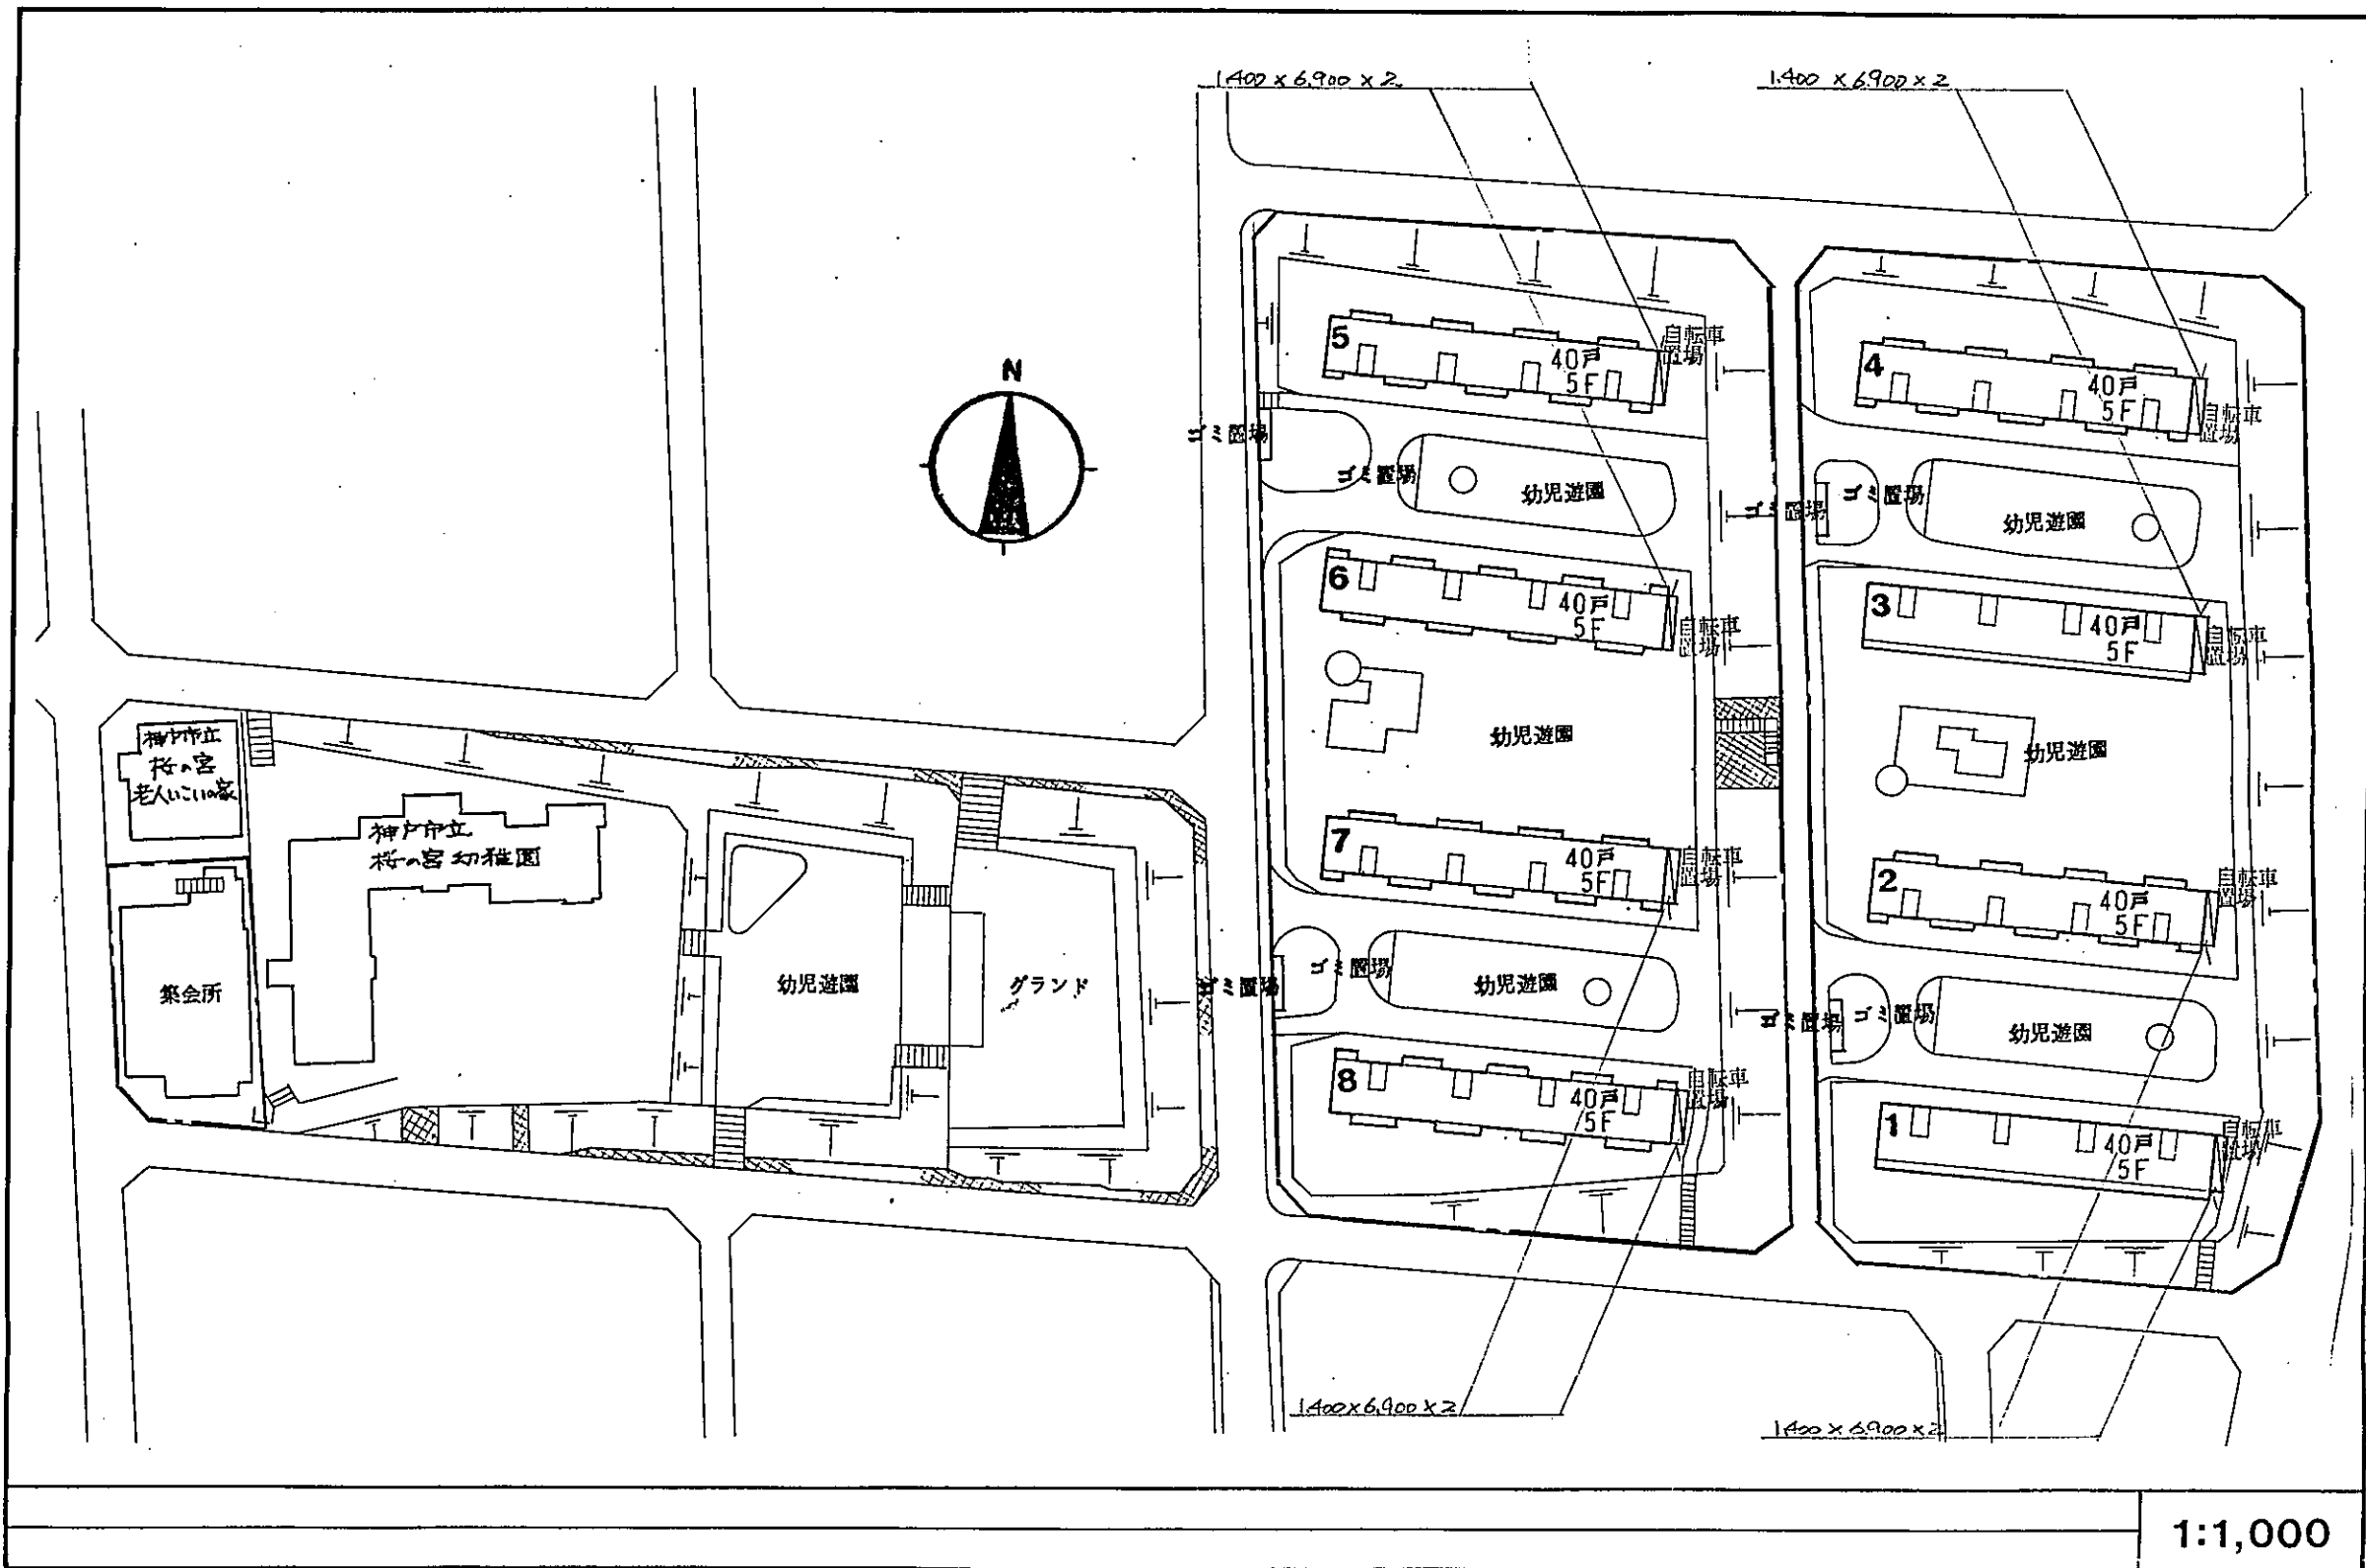 1.400 x 6.900 x 2
1.400 x 6.900 x 2
N
5
40戸
5F
自転車
置場
4
40戸
5F
自転車
置場
ゴミ置場
ゴミ置場
幼児遊園
ゴミ置場
ゴミ置場
幼児遊園
6
40戸
5F
自転車
置場
3
40戸
5F
自転車
置場
幼児遊園
幼児遊園
神戸市立
桜の宮
老人いこいの家
神戸市立
桜の宮幼稚園
7
40戸
5F
自転車
置場
2
40戸
5F
自転車
置場
集会所
幼児遊園
グランド
ゴミ置場
ゴミ置場
幼児遊園
ゴミ置場
ゴミ置場
幼児遊園
8
40戸
5F
自転車
置場
1
40戸
5F
自転車
置場
1.400 x 6.900 x 2
1.400 x 6.900 x 2
1:1,000